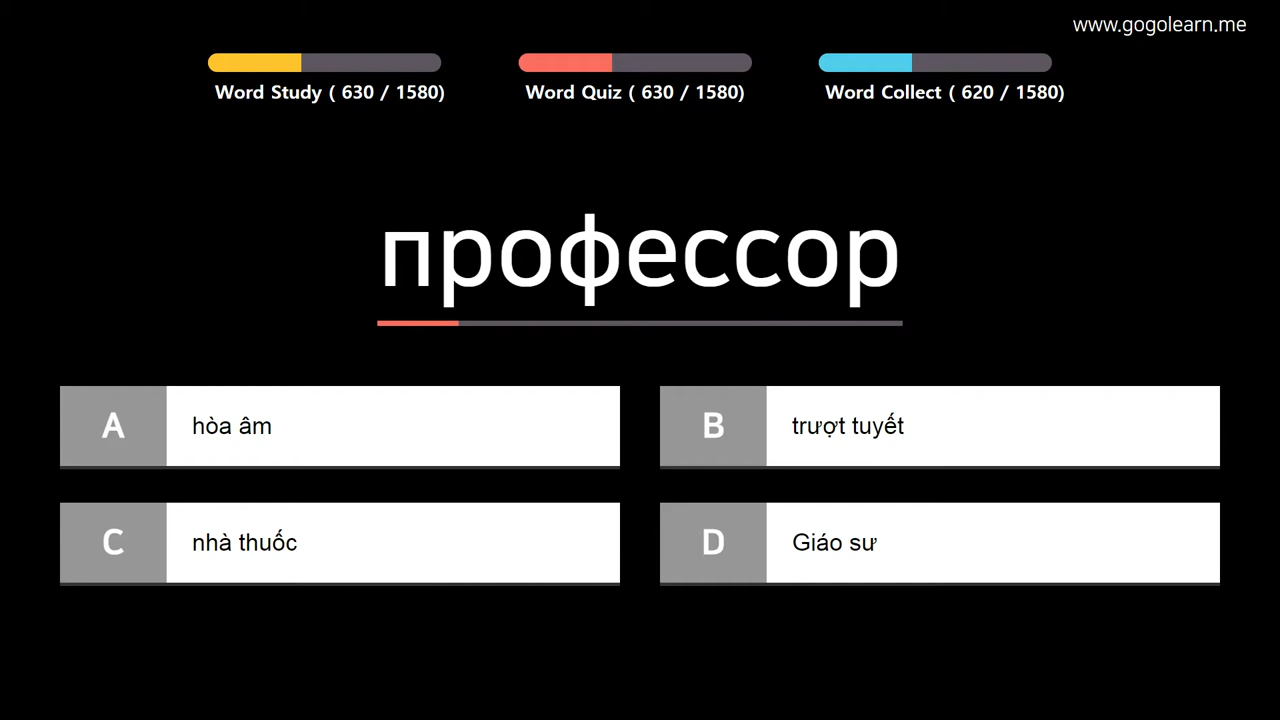 www.gogolearn.me
Word Study ( 630 / 1580)
Word Quiz ( 630 / 1580)
Word Collect ( 620 / 1580)
профессор
A hòa âm
B trượt tuyết
C nhà thuốc
D Giáo sư